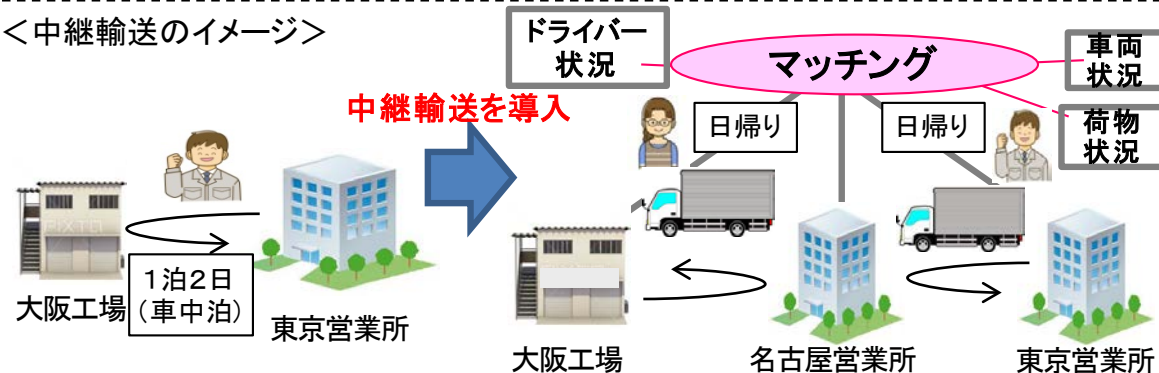 ＜中継輸送のイメージ＞
ドライバー
状況
マッチング
車両
状況
荷物
状況
中継輸送を導入
日帰り
日帰り
1泊2日
（車中泊）
大阪工場
東京営業所
大阪工場
名古屋営業所
東京営業所